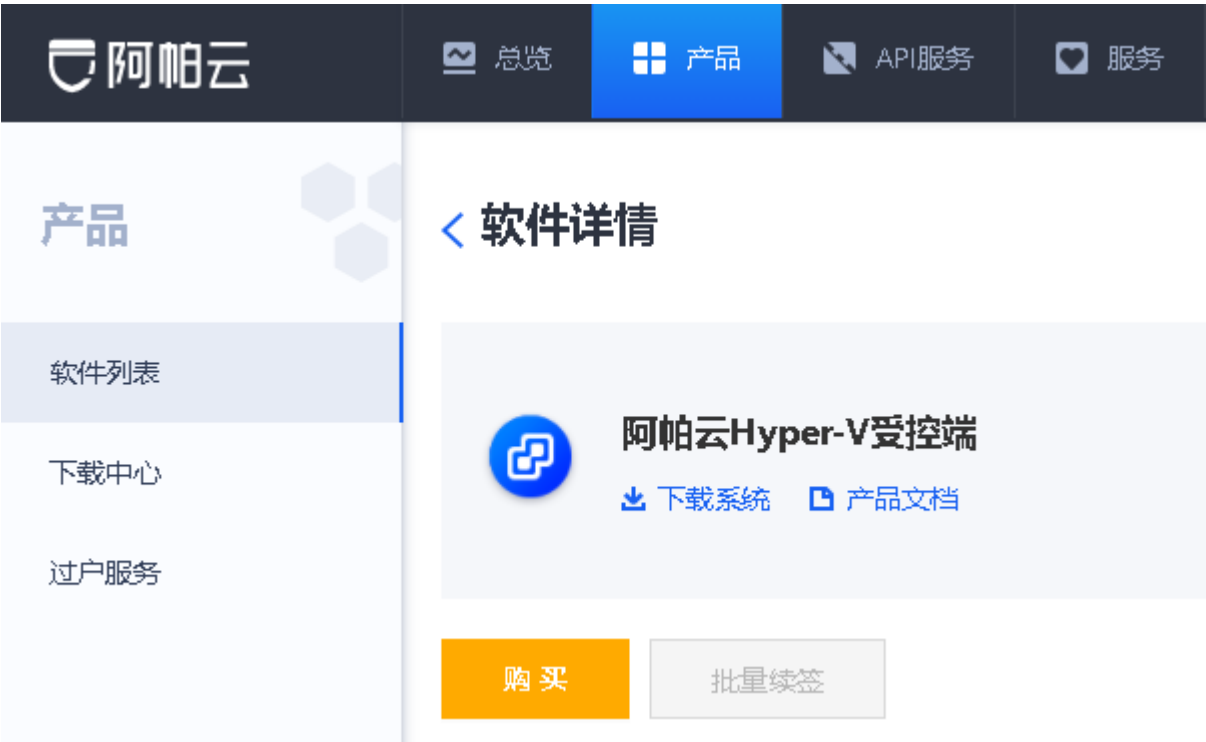 阿帕云 总览 产品 API服务 服务
产品
软件详情
软件列表
阿帕云Hyper-V受控端
下载中心
下载系统 产品文档
过户服务
购买 批量续签